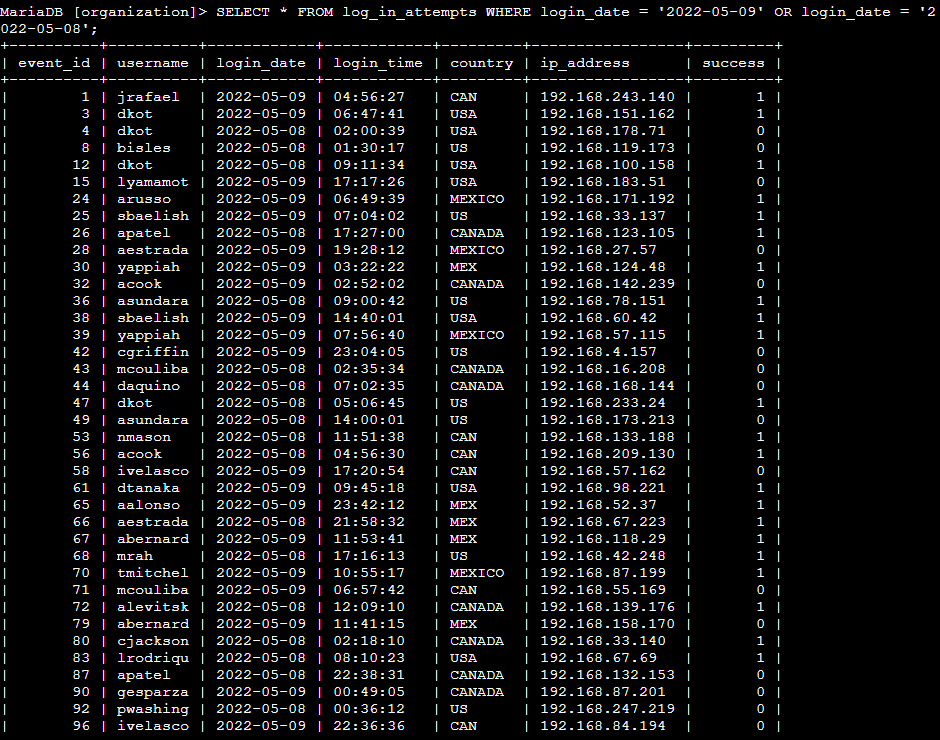 MariaDB [organization]> SELECT * FROM log_in_attempts WHERE login_date = '2022-05-09' OR login_date = '2
022-05-08';
+----------+----------+------------+------------+---------+-----------------+---------+
| event_id | username | login_date | login_time | country | ip_address      | success |
+----------+----------+------------+------------+---------+-----------------+---------+
|        1 | jrafael  | 2022-05-09 | 04:56:27   | CAN     | 192.168.243.140 |       1 |
|        3 | dkot     | 2022-05-09 | 06:47:41   | USA     | 192.168.151.162 |       1 |
|        4 | dkot     | 2022-05-08 | 02:00:39   | USA     | 192.168.178.71  |       0 |
|        8 | bisles   | 2022-05-08 | 01:30:17   | US      | 192.168.119.173 |       0 |
|       12 | dkot     | 2022-05-08 | 09:11:34   | USA     | 192.168.100.158 |       1 |
|       15 | lyamamot | 2022-05-09 | 17:17:26   | USA     | 192.168.183.51  |       0 |
|       24 | arusso   | 2022-05-09 | 06:49:39   | MEXICO  | 192.168.171.192 |       1 |
|       25 | sbaelish | 2022-05-09 | 07:04:02   | US      | 192.168.33.137  |       1 |
|       26 | apatel   | 2022-05-08 | 17:27:00   | CANADA  | 192.168.123.105 |       1 |
|       28 | aestrada | 2022-05-09 | 19:28:12   | MEXICO  | 192.168.27.57   |       0 |
|       30 | yappiah  | 2022-05-09 | 03:22:22   | MEX     | 192.168.124.48  |       1 |
|       32 | acook    | 2022-05-09 | 02:52:02   | CANADA  | 192.168.142.239 |       0 |
|       36 | asundara | 2022-05-08 | 09:00:42   | US      | 192.168.78.151  |       1 |
|       38 | sbaelish | 2022-05-09 | 14:40:01   | USA     | 192.168.60.42   |       1 |
|       39 | yappiah  | 2022-05-09 | 07:56:40   | MEXICO  | 192.168.57.115  |       1 |
|       42 | cgriffin | 2022-05-09 | 23:04:05   | US      | 192.168.4.157   |       0 |
|       43 | mcouliba | 2022-05-08 | 02:35:34   | CANADA  | 192.168.16.208  |       0 |
|       44 | daquino  | 2022-05-08 | 07:02:35   | CANADA  | 192.168.168.144 |       0 |
|       47 | dkot     | 2022-05-08 | 05:06:45   | US      | 192.168.233.24  |       1 |
|       49 | asundara | 2022-05-08 | 14:00:01   | US      | 192.168.173.213 |       0 |
|       53 | nmason   | 2022-05-08 | 11:51:38   | CAN     | 192.168.133.188 |       1 |
|       56 | acook    | 2022-05-08 | 04:56:30   | CAN     | 192.168.209.130 |       1 |
|       58 | ivelasco | 2022-05-09 | 17:20:54   | CAN     | 192.168.57.162  |       0 |
|       61 | dtanaka  | 2022-05-09 | 09:45:18   | USA     | 192.168.98.221  |       1 |
|       65 | aalonso  | 2022-05-09 | 23:42:12   | MEX     | 192.168.52.37   |       1 |
|       66 | aestrada | 2022-05-08 | 21:58:32   | MEX     | 192.168.67.223  |       1 |
|       67 | abernard | 2022-05-09 | 11:53:41   | MEX     | 192.168.118.29  |       1 |
|       68 | mrah     | 2022-05-08 | 17:16:13   | US      | 192.168.42.248  |       1 |
|       70 | tmitchel | 2022-05-09 | 10:55:17   | MEXICO  | 192.168.87.199  |       1 |
|       71 | mcouliba | 2022-05-09 | 06:57:42   | CAN     | 192.168.55.169  |       0 |
|       72 | alevitsk | 2022-05-08 | 12:09:10   | CANADA  | 192.168.139.176 |       1 |
|       79 | abernard | 2022-05-09 | 11:41:15   | MEX     | 192.168.158.170 |       0 |
|       80 | cjackson | 2022-05-08 | 02:18:10   | CANADA  | 192.168.33.140  |       1 |
|       83 | lrodriqu | 2022-05-08 | 08:10:23   | USA     | 192.168.67.69   |       1 |
|       87 | apatel   | 2022-05-08 | 22:38:31   | CANADA  | 192.168.132.153 |       0 |
|       90 | gesparza | 2022-05-09 | 00:49:05   | CANADA  | 192.168.87.201  |       0 |
|       92 | pwashing | 2022-05-08 | 00:36:12   | US      | 192.168.247.219 |       0 |
|       96 | ivelasco | 2022-05-09 | 22:36:36   | CAN     | 192.168.84.194  |       0 |